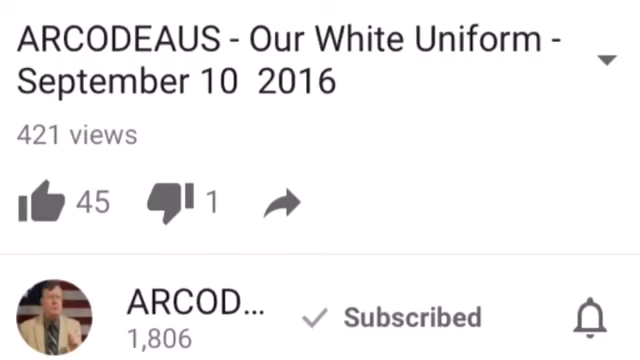 ARCODEAUS - Our White Uniform -
September 10 2016
421 views
45 1
ARCOD...
Subscribed
1,806